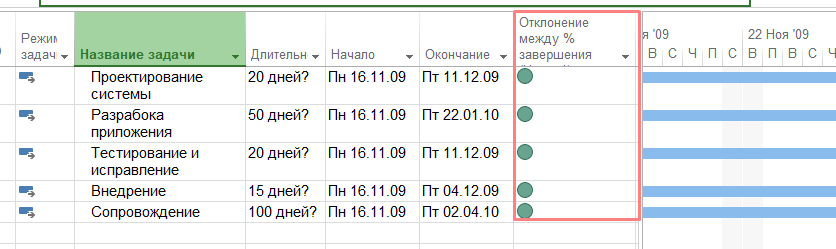 Отклонение
Режим между % я '09 22 Ноя '09
задач Название задачи Длительн Начало Окончание завершения В С Ч П С В П В С Ч
Проектирование 20 дней? Пн 16.11.09 Пт 11.12.09
системы
Разрабока 50 дней? Пн 16.11.09 Пт 22.01.10
приложения
Тестирование и 20 дней? Пн 16.11.09 Пт 11.12.09
исправление
Внедрение 15 дней? Пн 16.11.09 Пт 04.12.09
Сопровождение 100 дней? Пн 16.11.09 Пт 02.04.10